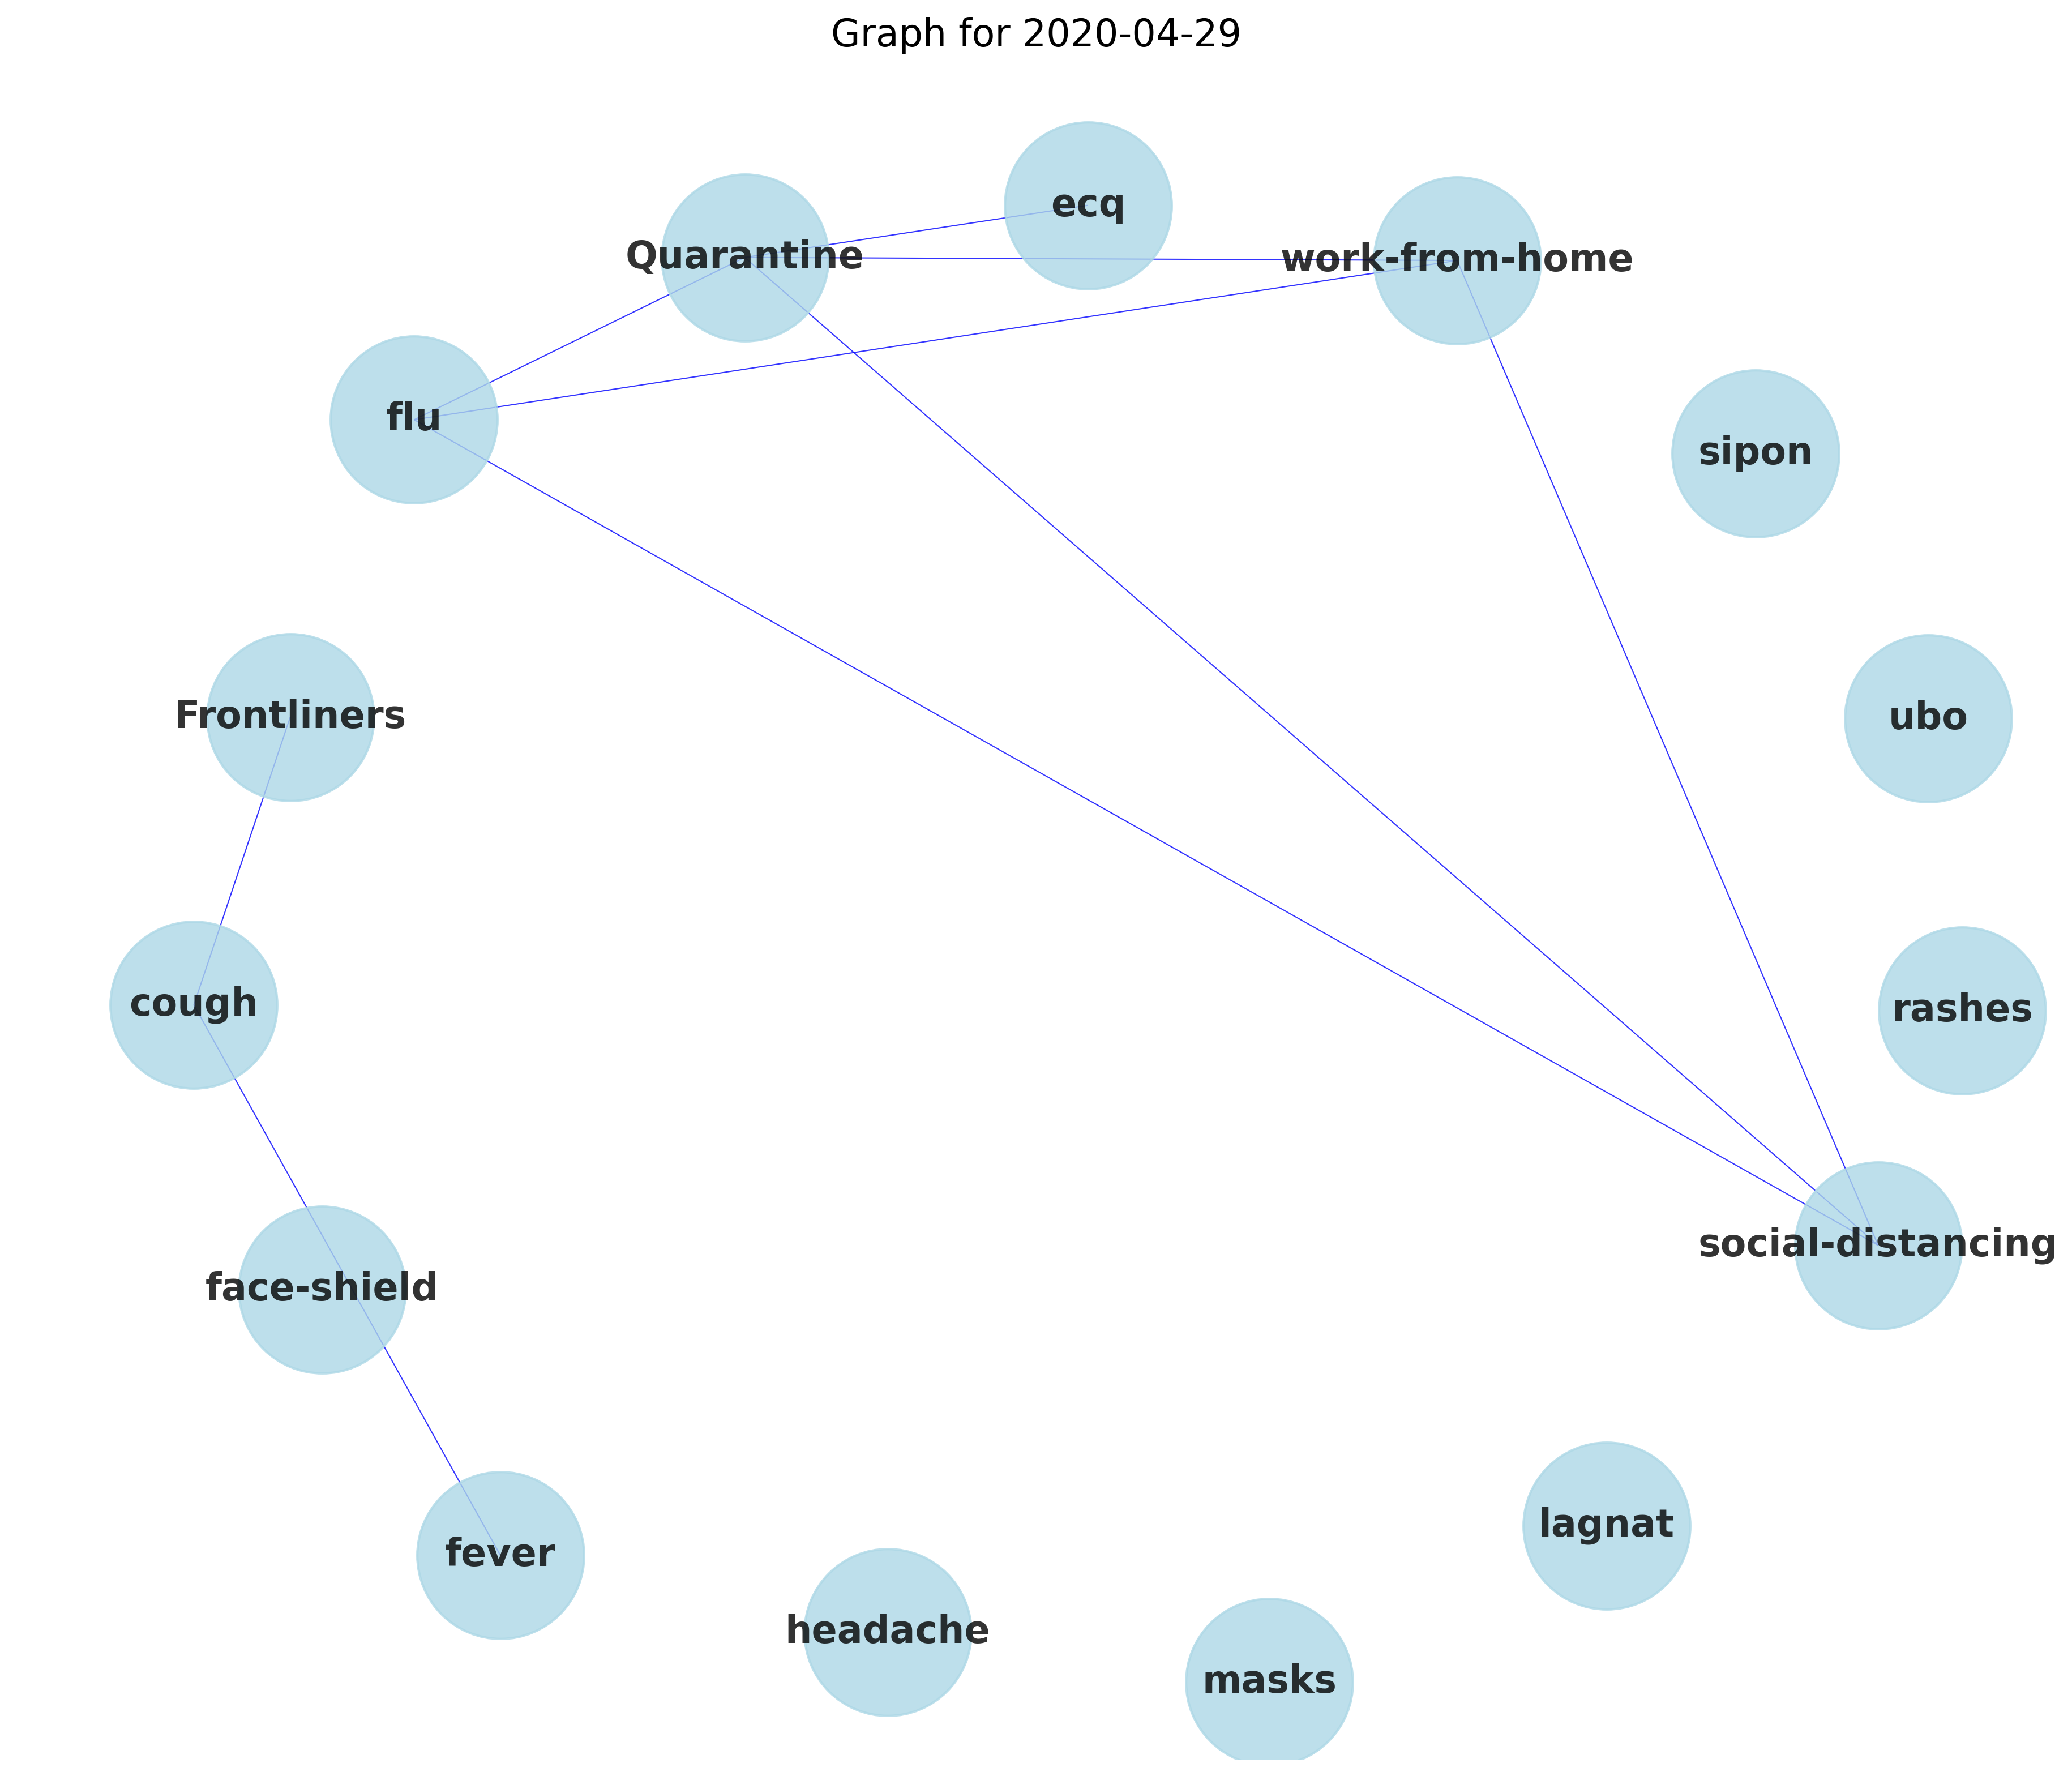 Graph for 2020-04-29
ecq
Quarantine
work-from-home
flu
sipon
Frontliners
ubo
cough
rashes
social-distancing
face-shield
lagnat
fever
headache
masks